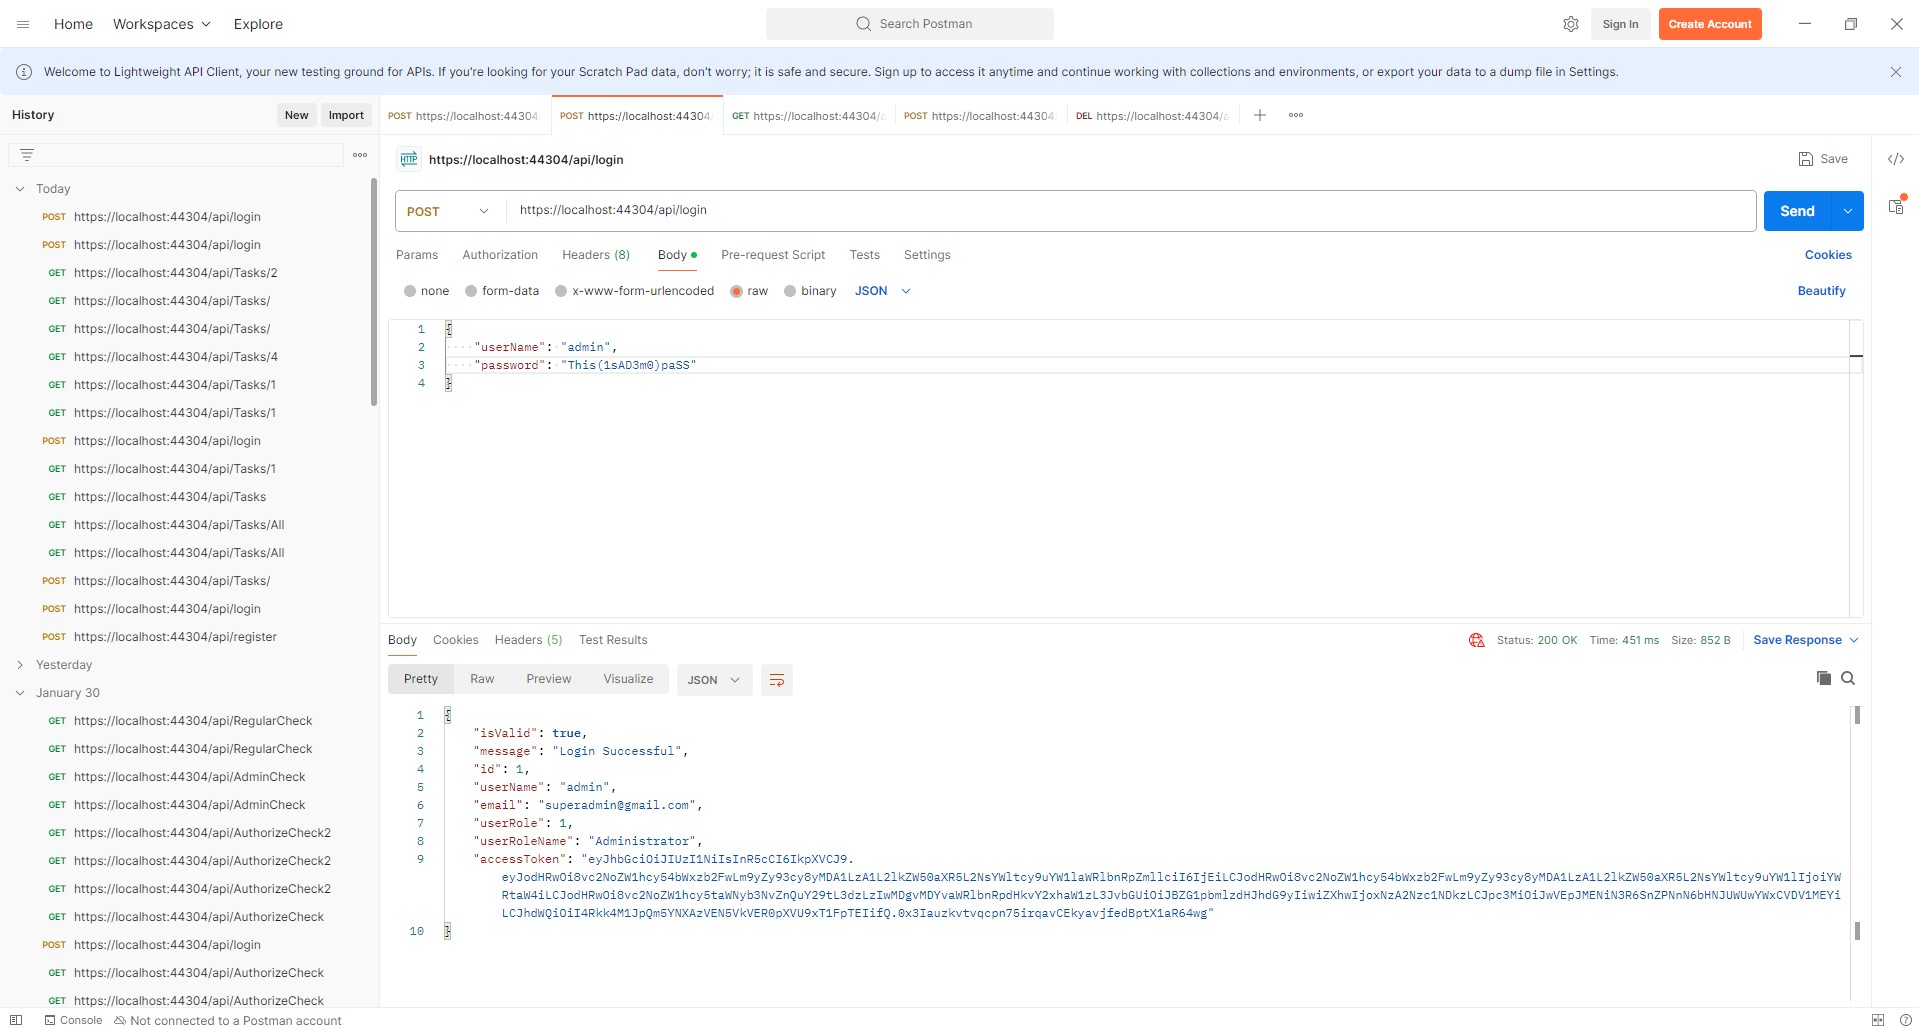 Home Workspaces Explore Search Postman Sign In Create Account
Welcome to Lightweight API Client, your new testing ground for APIs. If you're looking for your Scratch Pad data, don't worry; it is safe and secure. Sign up to access it anytime and continue working with collections and environments, or export your data to a dump file in Settings.
History New Import
Today
POST https://localhost:44304/api/login
POST https://localhost:44304/api/login
GET https://localhost:44304/api/Tasks/2
GET https://localhost:44304/api/Tasks/
GET https://localhost:44304/api/Tasks/
GET https://localhost:44304/api/Tasks/4
GET https://localhost:44304/api/Tasks/1
GET https://localhost:44304/api/Tasks/1
POST https://localhost:44304/api/login
GET https://localhost:44304/api/Tasks/1
GET https://localhost:44304/api/Tasks
GET https://localhost:44304/api/Tasks/All
GET https://localhost:44304/api/Tasks/All
POST https://localhost:44304/api/Tasks/
POST https://localhost:44304/api/login
POST https://localhost:44304/api/register
Yesterday
January 30
GET https://localhost:44304/api/RegularCheck
GET https://localhost:44304/api/RegularCheck
GET https://localhost:44304/api/AdminCheck
GET https://localhost:44304/api/AdminCheck
GET https://localhost:44304/api/AuthorizeCheck2
GET https://localhost:44304/api/AuthorizeCheck2
GET https://localhost:44304/api/AuthorizeCheck2
GET https://localhost:44304/api/AuthorizeCheck
POST https://localhost:44304/api/login
GET https://localhost:44304/api/AuthorizeCheck
GET https://localhost:44304/api/AuthorizeCheck
POST https://localhost:44304 POST https://localhost:44304 GET https://localhost:44304/ POST https://localhost:44304 DEL https://localhost:44304/
HTTP https://localhost:44304/api/login Save
POST https://localhost:44304/api/login Send
Params Authorization Headers (8) Body Pre-request Script Tests Settings Cookies
none form-data x-www-form-urlencoded raw binary JSON Beautify
1 {
2 "userName": "admin",
3 "password": "This(1sAD3m0)paSS"
4 }
Body Cookies Headers (5) Test Results Status: 200 OK Time: 451 ms Size: 852 B Save Response
Pretty Raw Preview Visualize JSON
1 {
2 "isValid": true,
3 "message": "Login Successful",
4 "id": 1,
5 "userName": "admin",
6 "email": "superadmin@gmail.com",
7 "userRole": 1,
8 "userRoleName": "Administrator",
9 "accessToken": "eyJhbGciOiJIUzI1NiIsInR5cCI6IkpXVCJ9.
10 }
Console Not connected to a Postman account